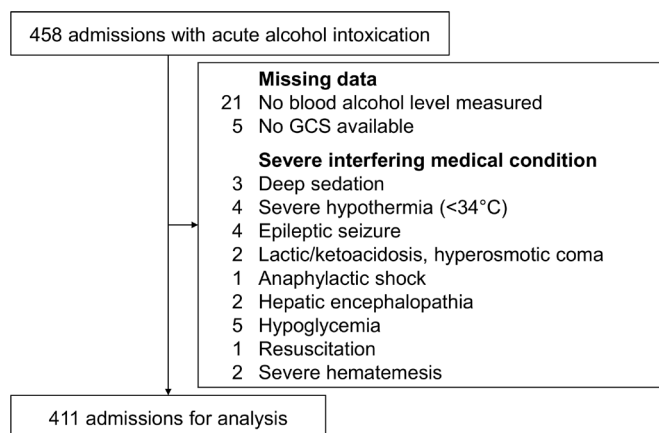 458 admissions with acute alcohol intoxication
Missing data
21 No blood alcohol level measured
5 No GCS available
Severe interfering medical condition
3 Deep sedation
4 Severe hypothermia (<34°C)
4 Epileptic seizure
2 Lactic/ketoacidosis, hyperosmotic coma
1 Anaphylactic shock
2 Hepatic encephalopathia
5 Hypoglycemia
1 Resuscitation
2 Severe hematemesis
411 admissions for analysis